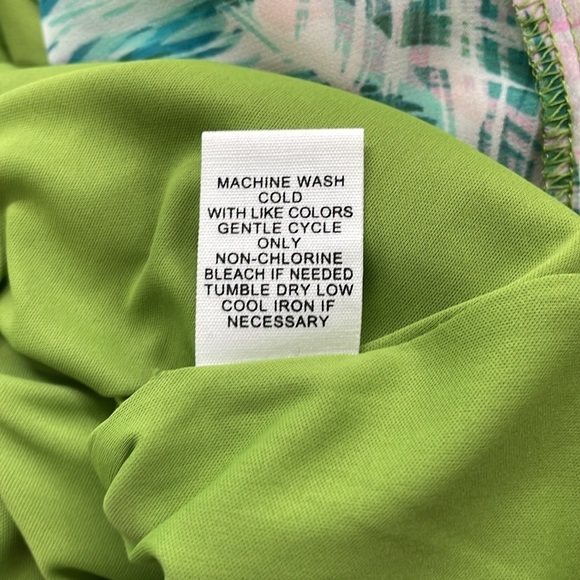 MACHINE WASH
COLD
WITH LIKE COLORS
GENTLE CYCLE
ONLY
NON-CHLORINE
BLEACH IF NEEDED
TUMBLE DRY LOW
COOL IRON IF
NECESSARY